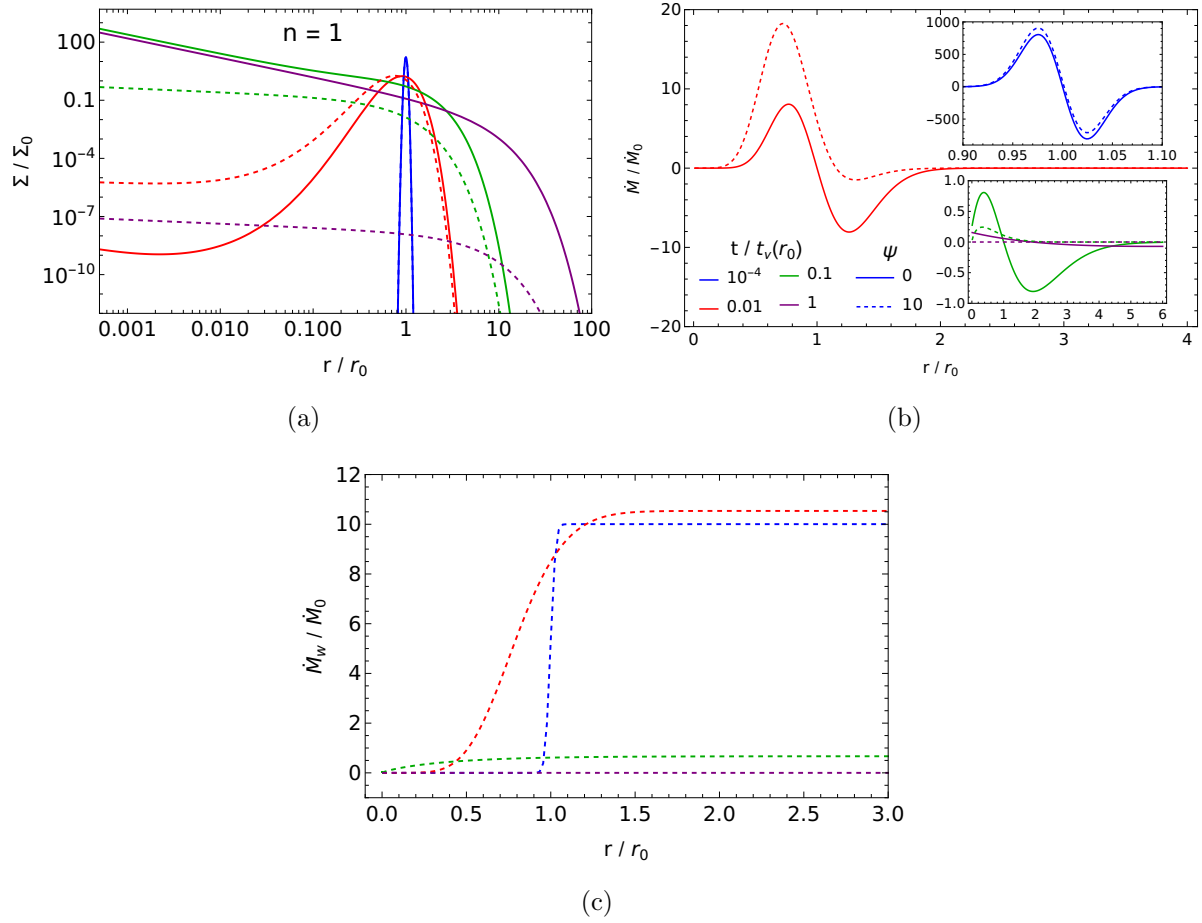 n = 1
Σ / Σ0
100
0.1
10^-4
10^-7
10^-10
0.001 0.010 0.100 1 10 100
r / r0
(a)
Ṁ / Ṁ0
20
10
0
−10
−20
0 1 2 3 4
r / r0
1000
500
0
−500
0.90 0.95 1.00 1.05 1.10
1.0
0.5
0.0
−0.5
−1.0
0 1 2 3 4 5 6
t / tv(r0) ψ
10^-4 0.1 0
0.01 1 10
(b)
Ṁw / Ṁ0
12
10
8
6
4
2
0
0.0 0.5 1.0 1.5 2.0 2.5 3.0
r / r0
(c)